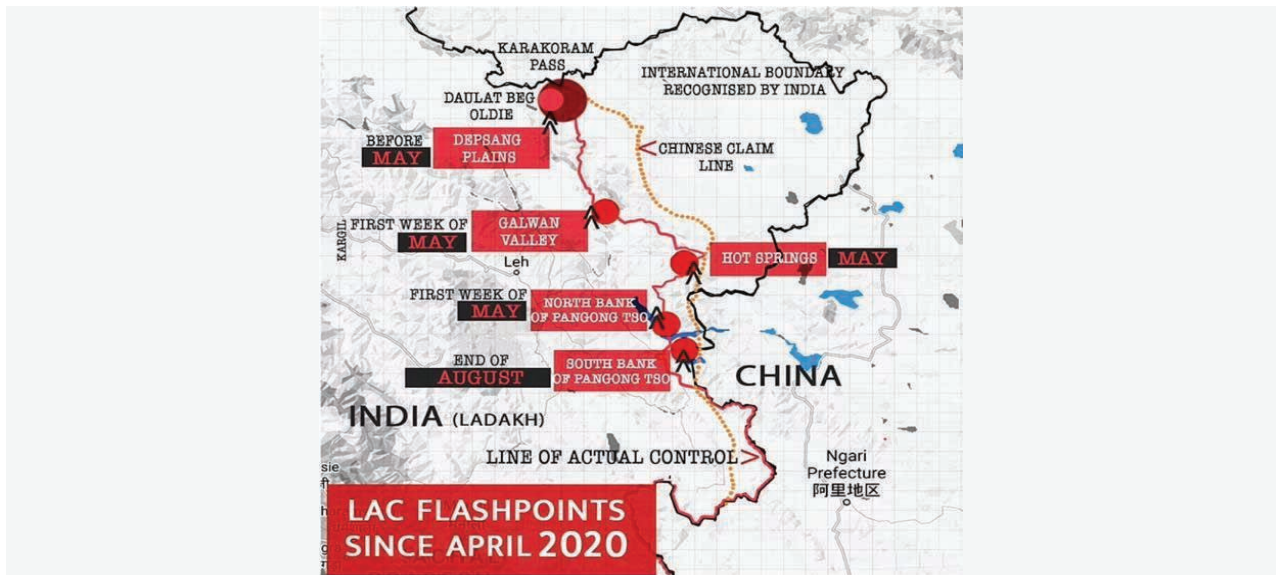 KARAKORAM
PASS
INTERNATIONAL BOUNDARY
RECOGNISED BY INDIA
DAULAT BEG
OLDIE
BEFORE
MAY
DEPSANG
PLAINS
CHINESE CLAIM
LINE
KARGIL
FIRST WEEK OF
MAY
GALWAN
VALLEY
Leh
HOT SPRINGS
MAY
FIRST WEEK OF
MAY
NORTH BANK
OF PANGONG TSO
END OF
AUGUST
SOUTH BANK
OF PANGONG TSO
CHINA
INDIA (LADAKH)
LINE OF ACTUAL CONTROL
Ngari
Prefecture
阿里地区
LAC FLASHPOINTS
SINCE APRIL 2020